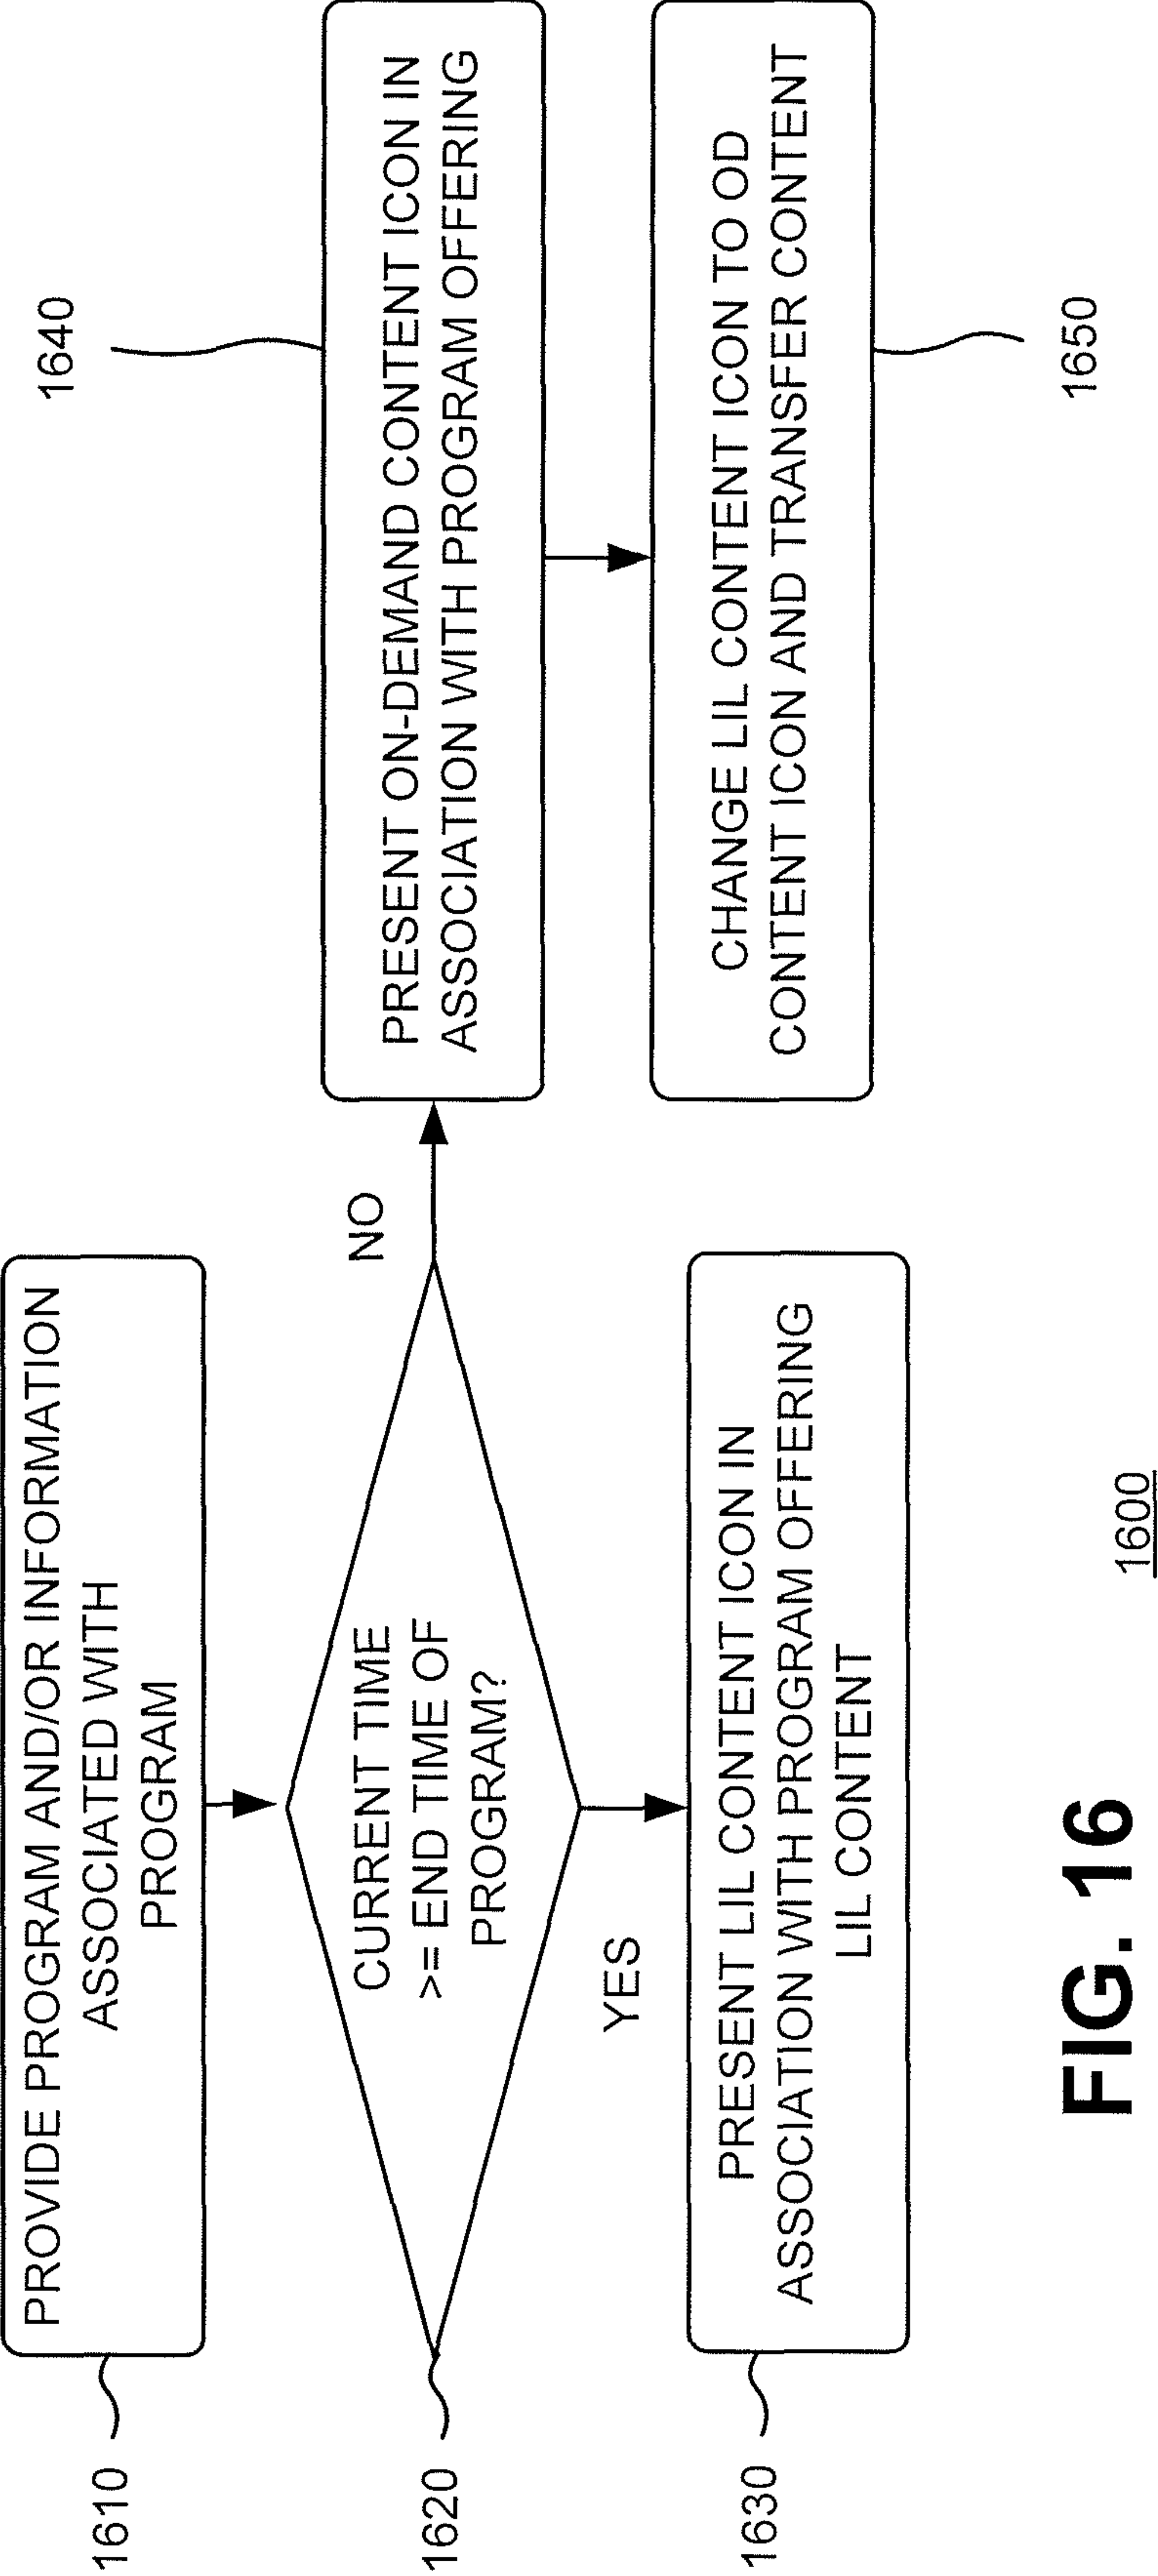 1610
PROVIDE PROGRAM AND/OR INFORMATION
ASSOCIATED WITH
PROGRAM
1620
CURRENT TIME
>= END TIME OF
PROGRAM?
NO
YES
1630
PRESENT LIL CONTENT ICON IN
ASSOCIATION WITH PROGRAM OFFERING
LIL CONTENT
1640
PRESENT ON-DEMAND CONTENT ICON IN
ASSOCIATION WITH PROGRAM OFFERING
CHANGE LIL CONTENT ICON TO OD
CONTENT ICON AND TRANSFER CONTENT
1650
FIG. 16
1600